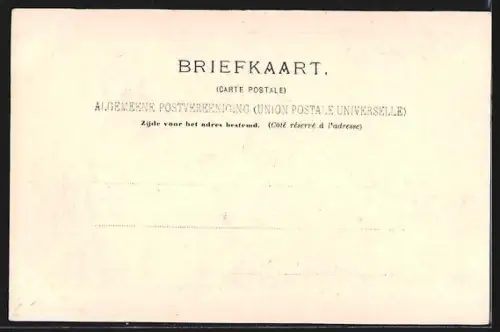 BRIEFKAART.
(CARTE POSTALE)
ALGEMEENE POSTVEREENIGING (UNION POSTALE UNIVERSELLE)
Zijde voor het adres bestemd. (Côté réservé à l'adresse)